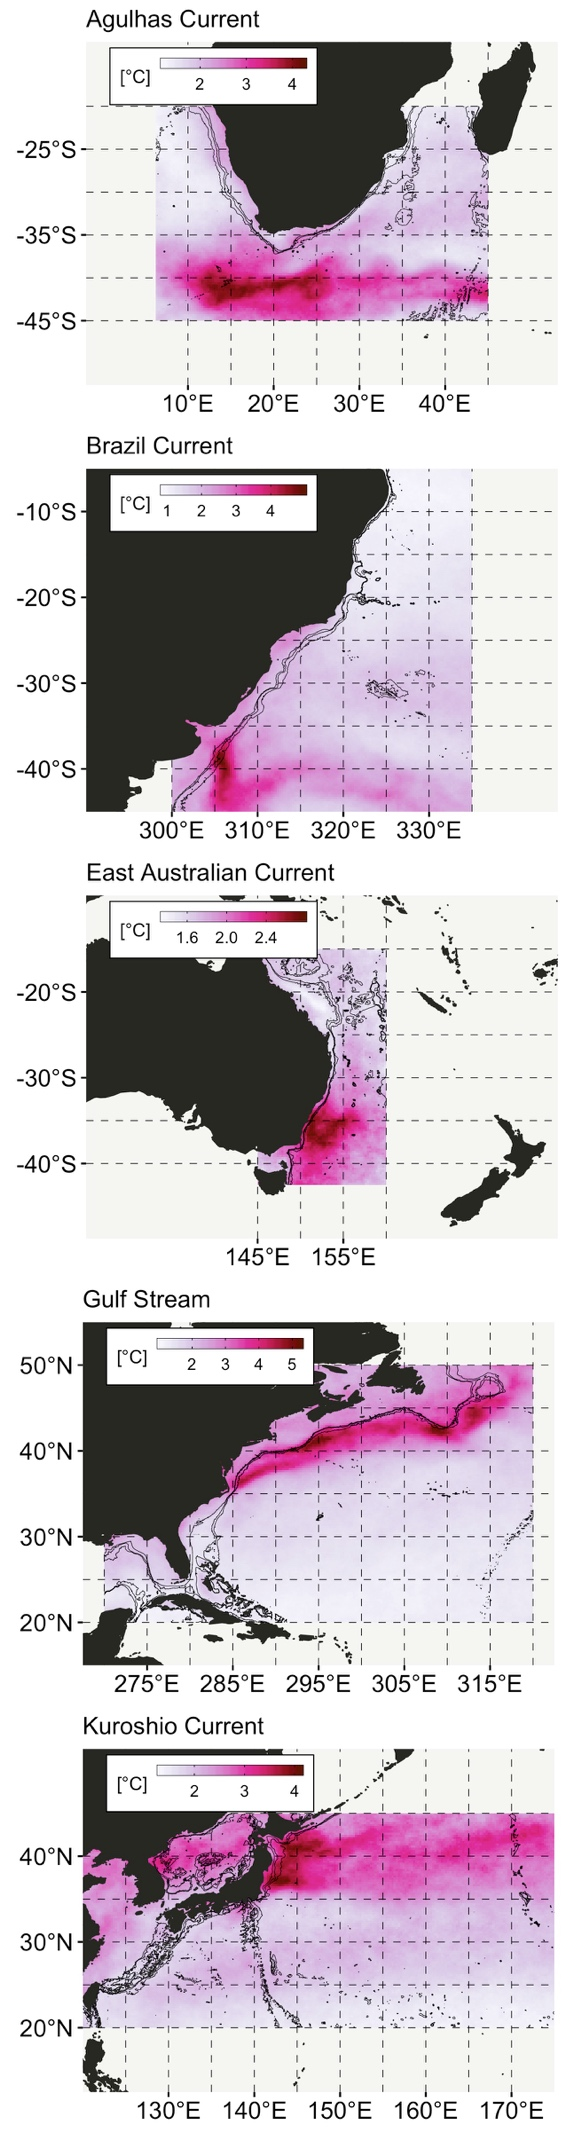 Agulhas Current
[°C]
2 3 4
-25°S
-35°S
-45°S
10°E 20°E 30°E 40°E
Brazil Current
[°C]
1 2 3 4
-10°S
-20°S
-30°S
-40°S
300°E 310°E 320°E 330°E
East Australian Current
[°C]
1.6 2.0 2.4
-20°S
-30°S
-40°S
145°E 155°E
Gulf Stream
[°C]
2 3 4 5
50°N
40°N
30°N
20°N
275°E 285°E 295°E 305°E 315°E
Kuroshio Current
[°C]
2 3 4
40°N
30°N
20°N
130°E 140°E 150°E 160°E 170°E